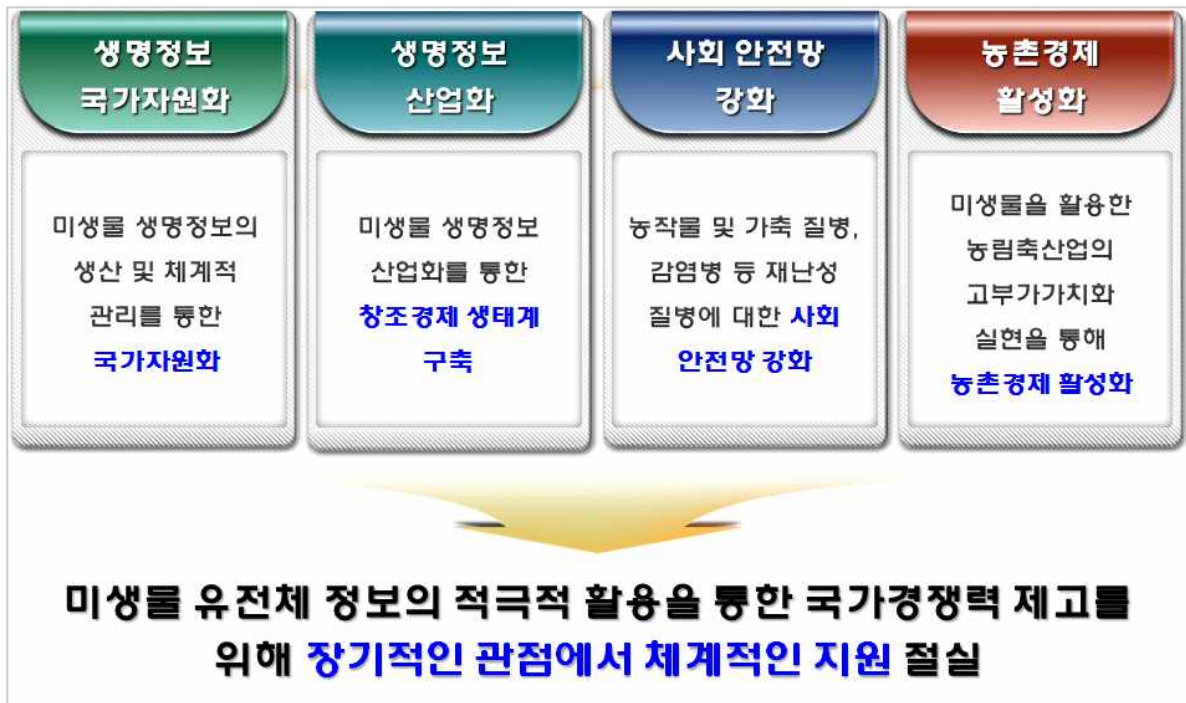 생명정보
국가자원화
미생물 생명정보의
생산 및 체계적
관리를 통한
국가자원화
생명정보
산업화
미생물 생명정보
산업화를 통한
창조경제 생태계
구축
사회 안전망
강화
농작물 및 가축 질병,
감염병 등 재난성
질병에 대한 사회
안전망 강화
농촌경제
활성화
미생물을 활용한
농림축산업의
고부가가치화
실현을 통해
농촌경제 활성화
미생물 유전체 정보의 적극적 활용을 통한 국가경쟁력 제고를
위해 장기적인 관점에서 체계적인 지원 절실